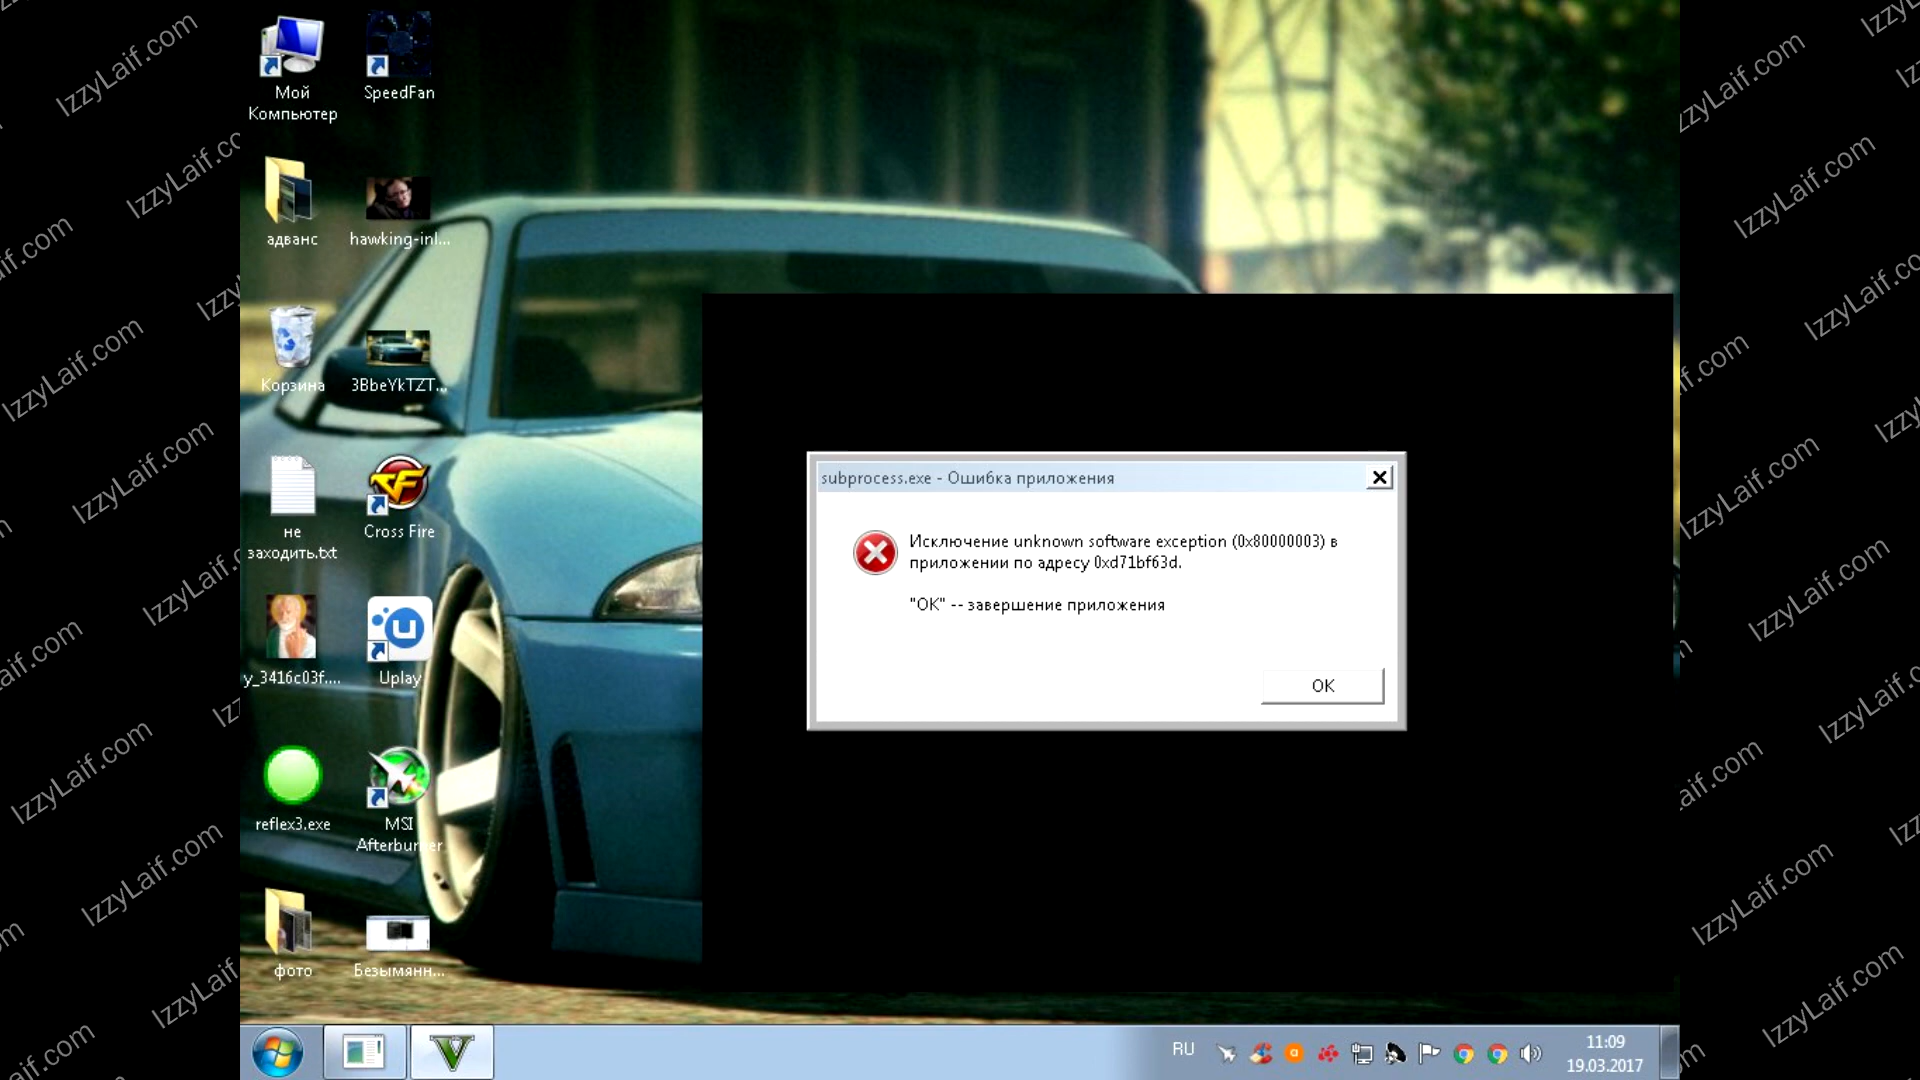 Мой
Компьютер
SpeedFan
адванс
hawking-inl...
Корзина
3BbeYkTZT...
не
заходить.txt
Cross Fire
y_3416c03f....
Uplay
reflex3.exe
MSI
Afterburner
фото
Безымянн...
subprocess.exe - Ошибка приложения
Исключение unknown software exception (0x80000003) в
приложении по адресу 0xd71bf63d.
"OK" -- завершение приложения
OK
RU
11:09
19.03.2017
IzzyLaif.com